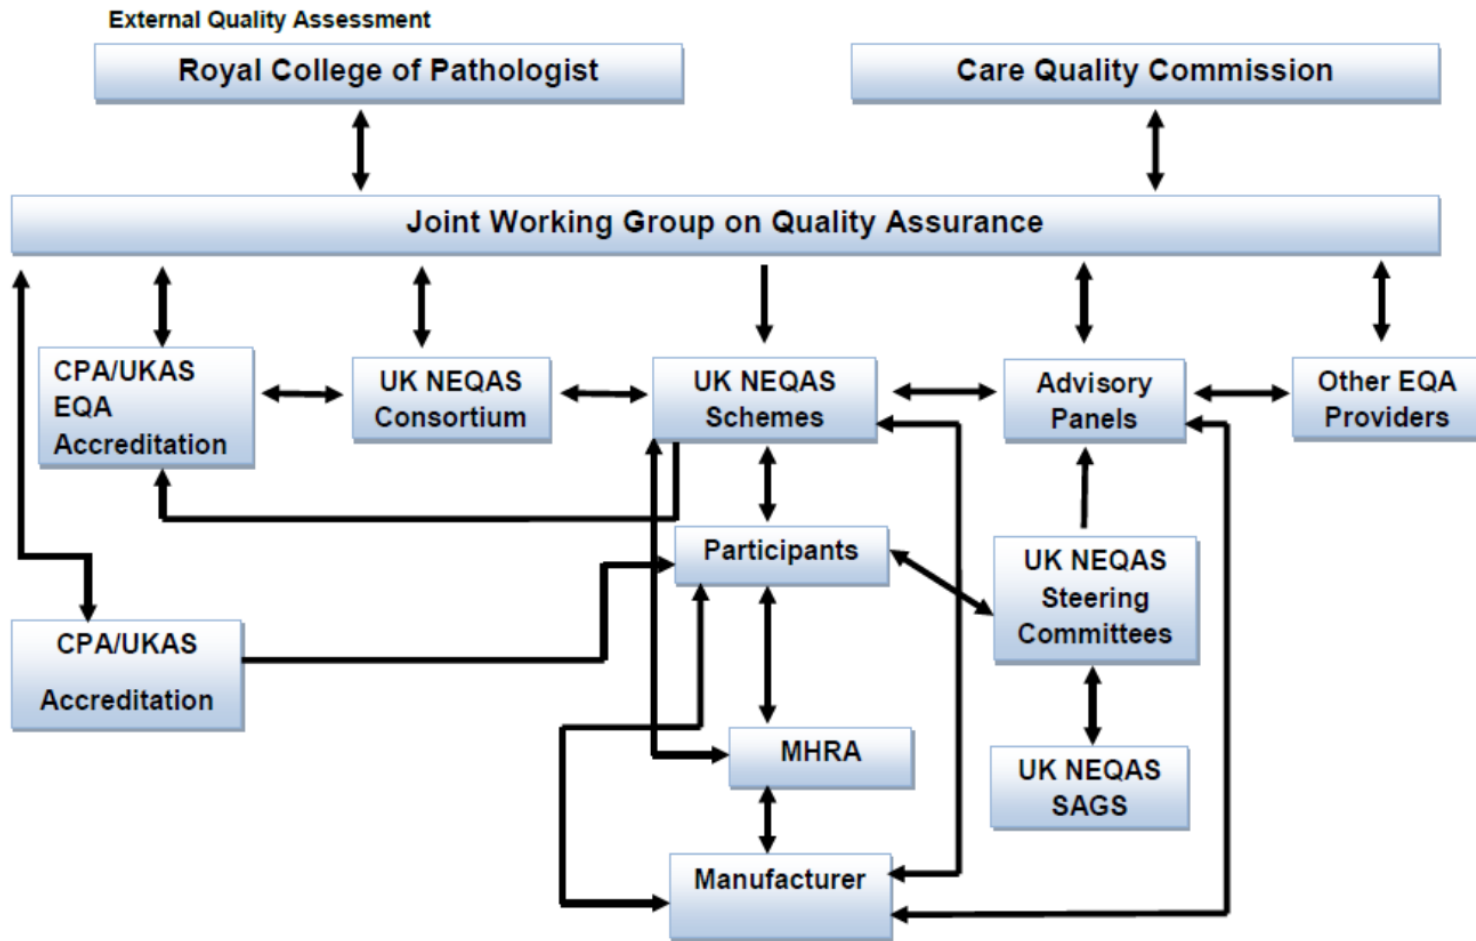 External Quality Assessment
Royal College of Pathologist
Care Quality Commission
Joint Working Group on Quality Assurance
CPA/UKAS
EQA
Accreditation
UK NEQAS
Consortium
UK NEQAS
Schemes
Advisory
Panels
Other EQA
Providers
Participants
UK NEQAS
Steering
Committees
CPA/UKAS
Accreditation
MHRA
UK NEQAS
SAGS
Manufacturer